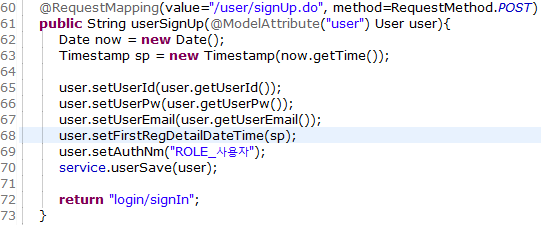 60 @RequestMapping(value="/user/signUp.do", method=RequestMethod.POST)
61 public String userSignUp(@ModelAttribute("user") User user){
62 Date now = new Date();
63 Timestamp sp = new Timestamp(now.getTime());
64
65 user.setUserId(user.getUserId());
66 user.setUserPw(user.getUserPw());
67 user.setUserEmail(user.getUserEmail());
68 user.setFirstRegDetailDateTime(sp);
69 user.setAuthNm("ROLE_사용자");
70 service.userSave(user);
71
72 return "login/signIn";
73 }